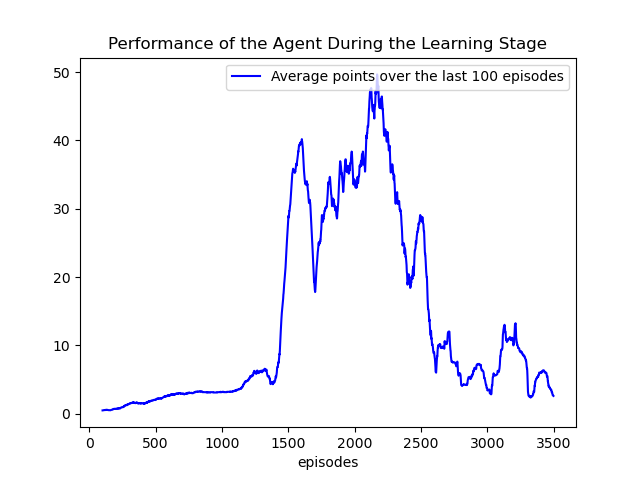 Performance of the Agent During the Learning Stage
Average points over the last 100 episodes
50
40
30
20
10
0
0 500 1000 1500 2000 2500 3000 3500
episodes